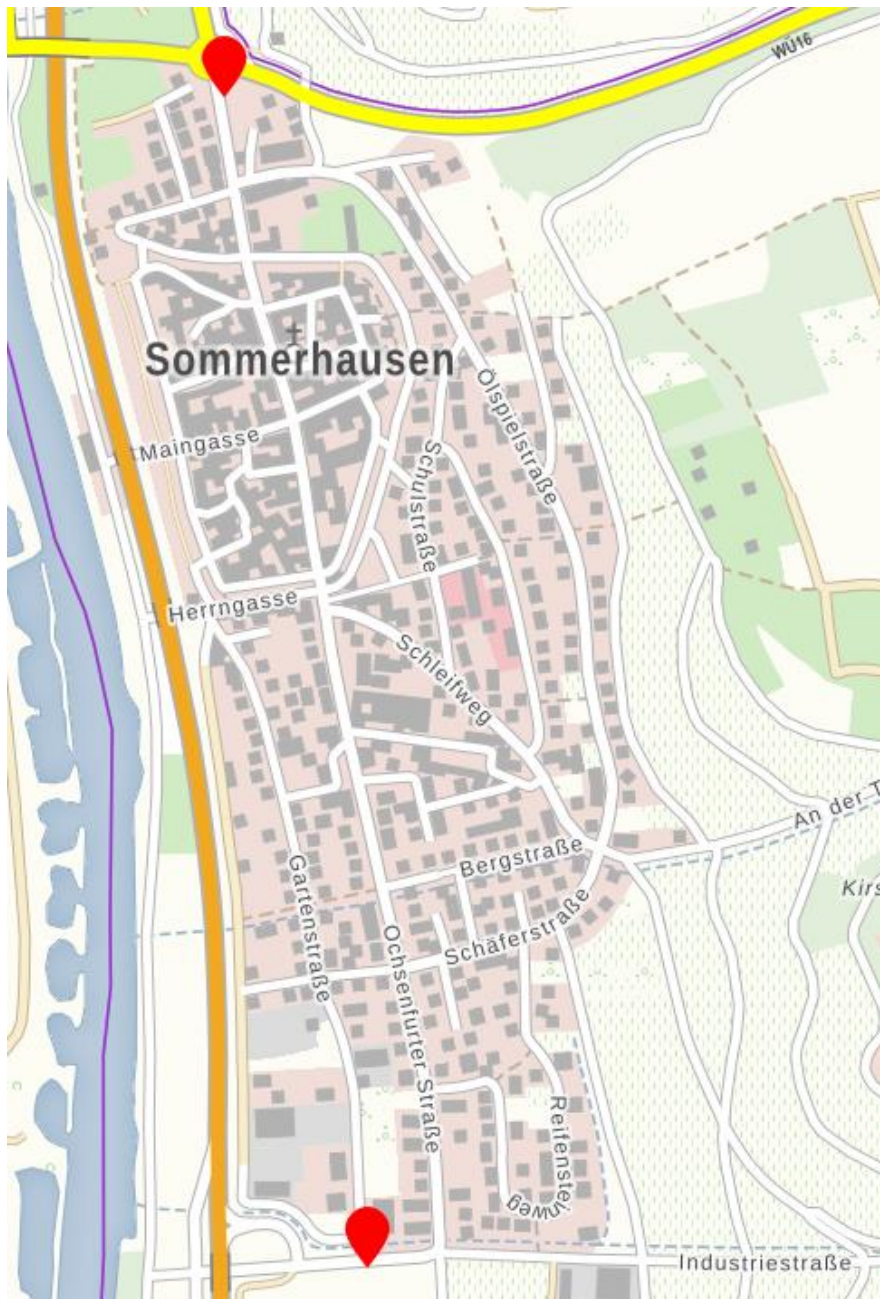 WÜ16
Sommerhausen
Ölspielstraße
Maingasse
Schulstraße
Herrngasse
Schleifweg
An der T
Bergstraße
Gartenstraße
Kirs
Schäferstraße
Ochsenfurter Straße
Reifensteinweg
Industriestraße